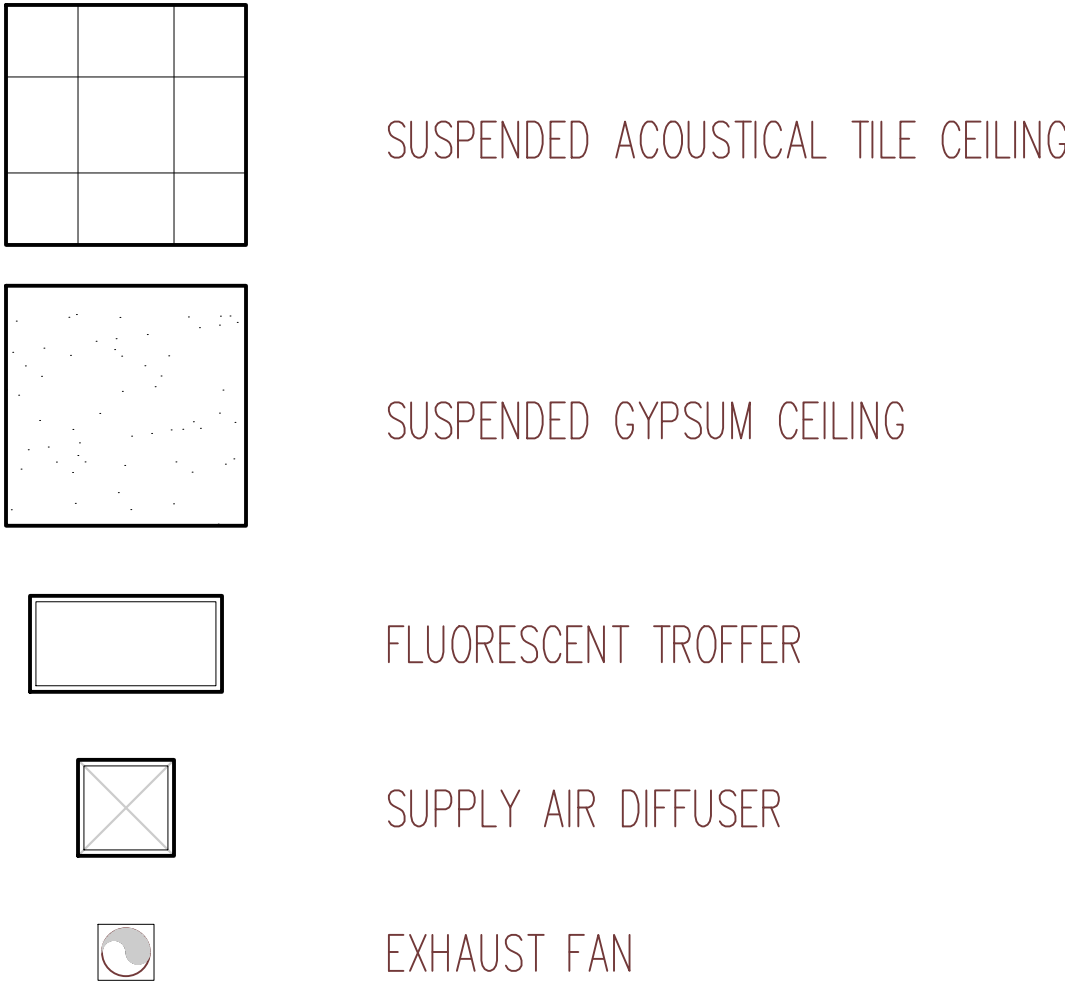 SUSPENDED ACOUSTICAL TILE CEILING
SUSPENDED GYPSUM CEILING
FLUORESCENT TROFFER
SUPPLY AIR DIFFUSER
EXHAUST FAN